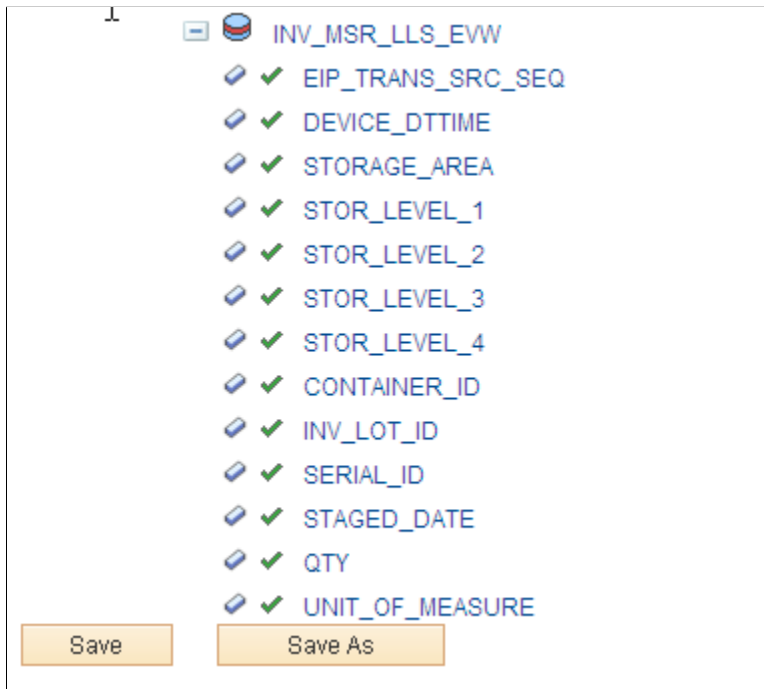 INV_MSR_LLS_EVW
EIP_TRANS_SRC_SEQ
DEVICE_DTTIME
STORAGE_AREA
STOR_LEVEL_1
STOR_LEVEL_2
STOR_LEVEL_3
STOR_LEVEL_4
CONTAINER_ID
INV_LOT_ID
SERIAL_ID
STAGED_DATE
QTY
UNIT_OF_MEASURE
Save Save As